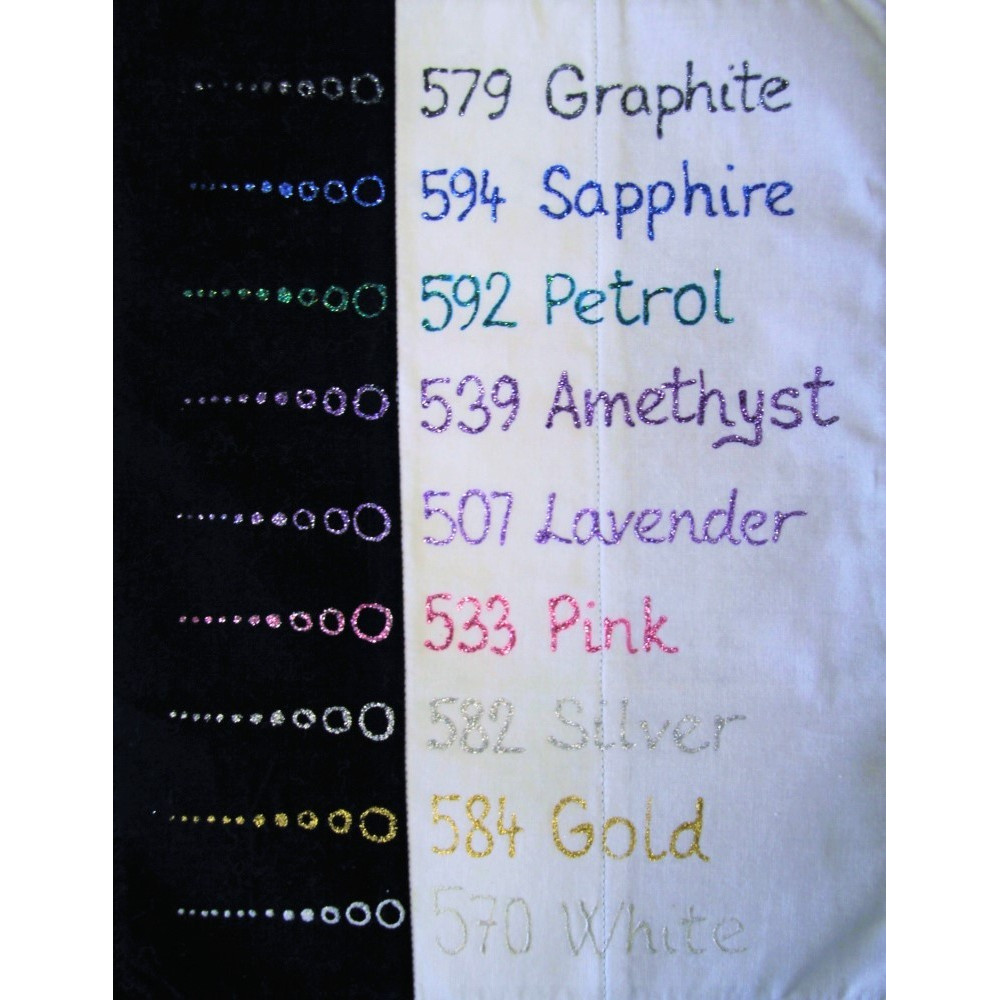 579 Graphite
594 Sapphire
592 Petrol
539 Amethyst
507 Lavender
533 Pink
582 Silver
584 Gold
570 White